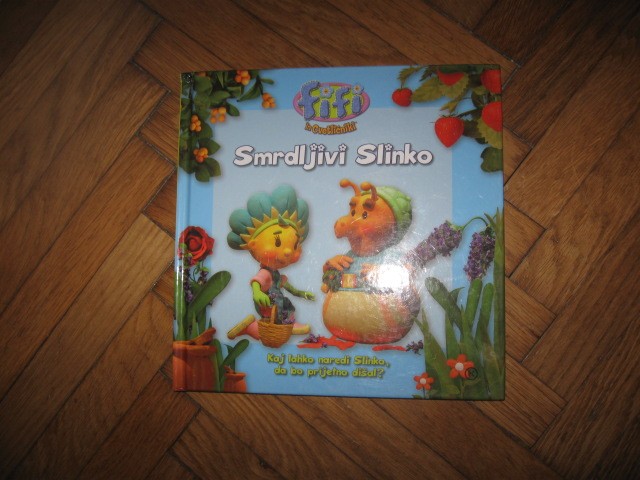 fifi
in Cvetličniki
Smrdljivi Slinko
Kaj lahko naredi Slinko,
da bo prijetno dišal?